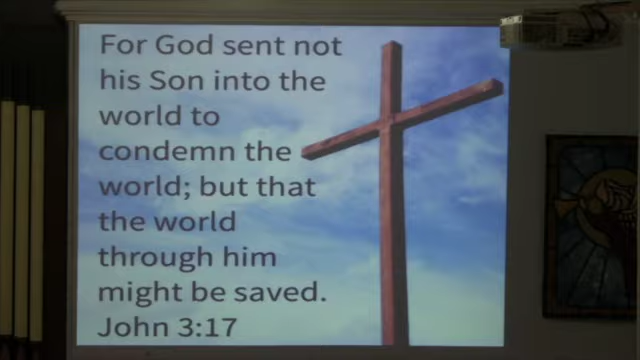 For God sent not
his Son into the
world to
condemn the
world; but that
the world
through him
might be saved.
John 3:17